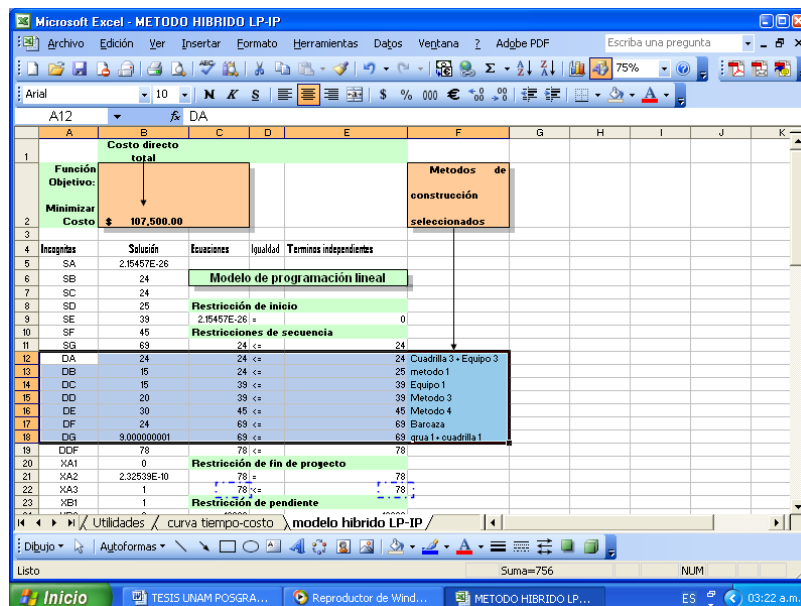 Microsoft Excel - METODO HIBRIDO LP-IP
Archivo Edición Ver Insertar Formato Herramientas Datos Ventana ? Adobe PDF Escriba una pregunta
75%
Arial 10 N K S $ % 000 €
A12 fx DA
A B C D E F G H I J K
1 Costo directo total
2 Función Objetivo: Minimizar Costo $ 107,500.00 Metodos de construcción seleccionados
3
4 Incognitas Solución Ecuaciones Igualdad Terminos independientes
5 SA 2.15457E-26
6 SB 24 Modelo de programación lineal
7 SC 24
8 SD 25 Restricción de inicio
9 SE 39 2.15457E-26 = 0
10 SF 45 Restricciones de secuencia
11 SG 69 24 <= 24
12 DA 24 24 <= 24 Cuadrilla 3 + Equipo 3
13 DB 15 24 <= 25 metodo 1
14 DC 15 39 <= 39 Equipo 1
15 DD 20 39 <= 39 Metodo 3
16 DE 30 45 <= 45 Metodo 4
17 DF 24 69 <= 69 Barcaza
18 DG 9.000000001 69 <= 69 grua 1 + cuadrilla 1
19 DDF 78 78 <= 78
20 XA1 0 Restricción de fin de proyecto
21 XA2 2.32539E-10 78 = 78
22 XA3 1 78 <= 78
23 XB1 1 Restricción de pendiente
Utilidades curva tiempo-costo modelo hibrido LP-IP
Dibujo Autoformas
Listo Suma=756 NUM
Inicio TESIS UNAM POSGRA... Reproductor de Wind... METODO HIBRIDO LP... ES 03:22 a.m.